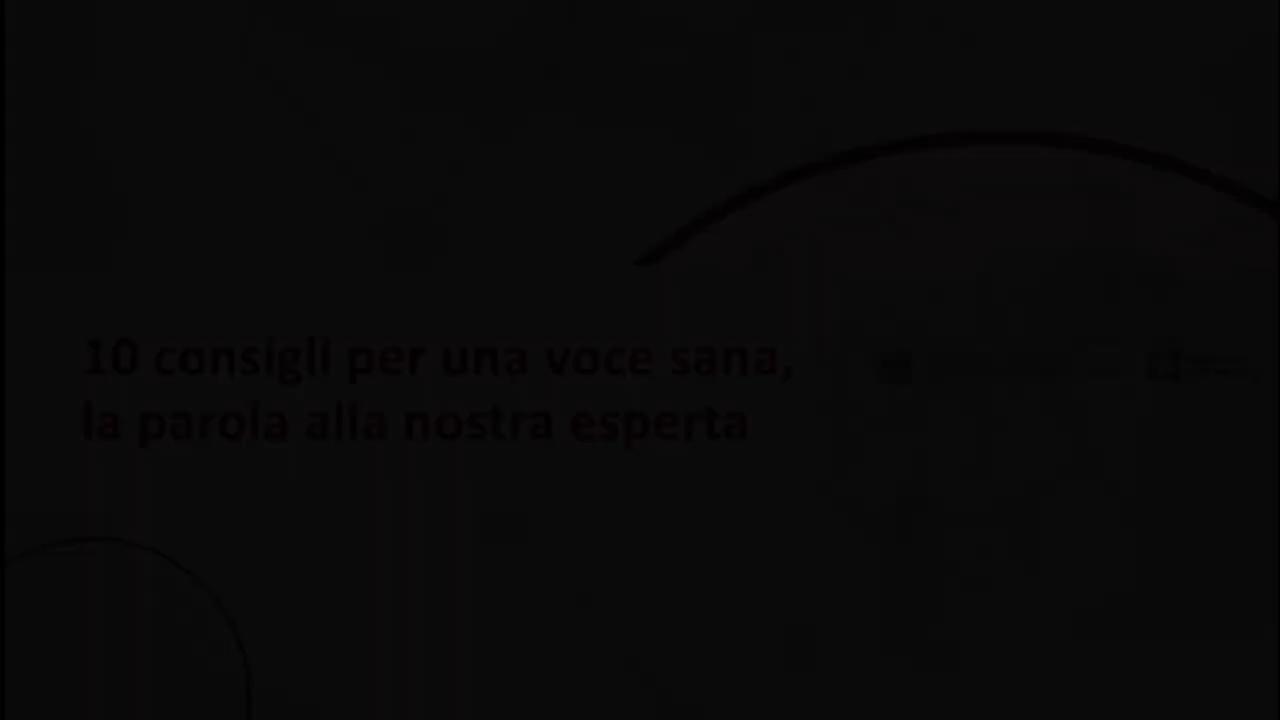 10 consigli per una voce sana,
la parola alla nostra esperta